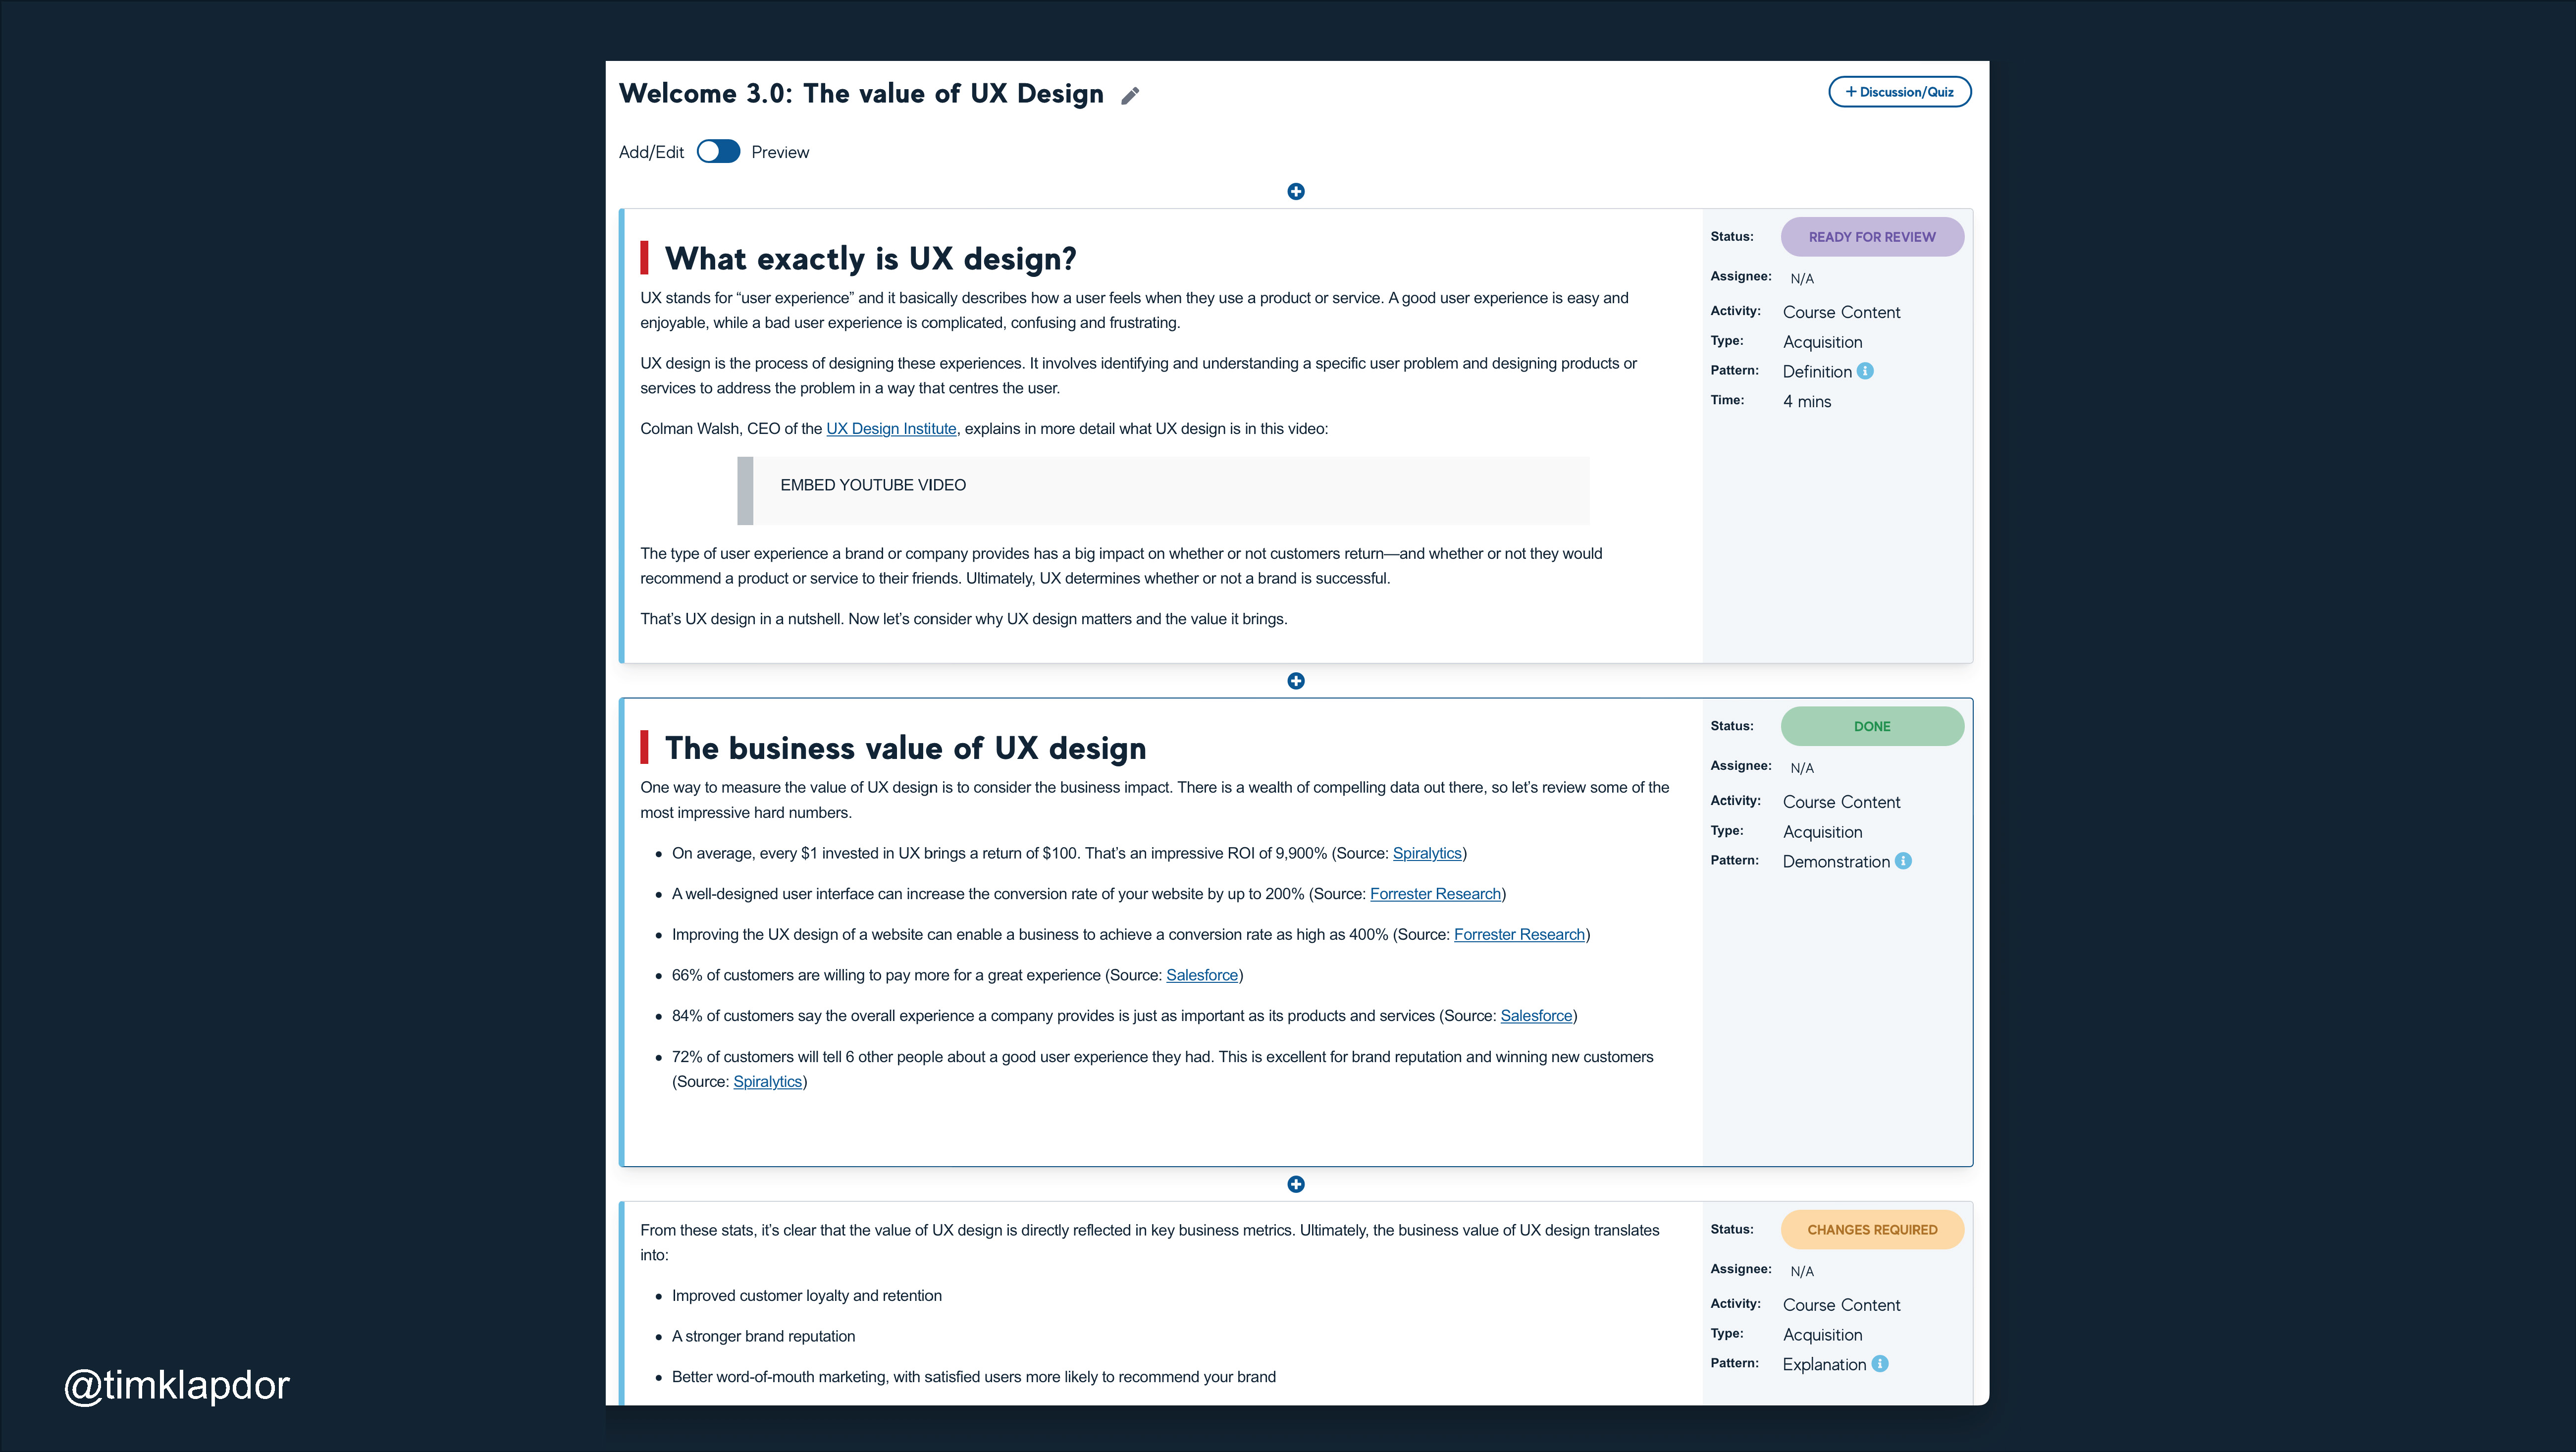 Welcome 3.0: The value of UX Design
+ Discussion/Quiz
Add/Edit
Preview
What exactly is UX design?
UX stands for “user experience” and it basically describes how a user feels when they use a product or service. A good user experience is easy and
enjoyable, while a bad user experience is complicated, confusing and frustrating.
UX design is the process of designing these experiences. It involves identifying and understanding a specific user problem and designing products or
services to address the problem in a way that centres the user.
Colman Walsh, CEO of the UX Design Institute, explains in more detail what UX design is in this video:
EMBED YOUTUBE VIDEO
The type of user experience a brand or company provides has a big impact on whether or not customers return—and whether or not they would
recommend a product or service to their friends. Ultimately, UX determines whether or not a brand is successful.
That’s UX design in a nutshell. Now let’s consider why UX design matters and the value it brings.
Status: READY FOR REVIEW
Assignee: N/A
Activity: Course Content
Type: Acquisition
Pattern: Definition
Time: 4 mins
The business value of UX design
One way to measure the value of UX design is to consider the business impact. There is a wealth of compelling data out there, so let’s review some of the
most impressive hard numbers.
• On average, every $1 invested in UX brings a return of $100. That’s an impressive ROI of 9,900% (Source: Spiralytics)
• A well-designed user interface can increase the conversion rate of your website by up to 200% (Source: Forrester Research)
• Improving the UX design of a website can enable a business to achieve a conversion rate as high as 400% (Source: Forrester Research)
• 66% of customers are willing to pay more for a great experience (Source: Salesforce)
• 84% of customers say the overall experience a company provides is just as important as its products and services (Source: Salesforce)
• 72% of customers will tell 6 other people about a good user experience they had. This is excellent for brand reputation and winning new customers
(Source: Spiralytics)
Status: DONE
Assignee: N/A
Activity: Course Content
Type: Acquisition
Pattern: Demonstration
From these stats, it’s clear that the value of UX design is directly reflected in key business metrics. Ultimately, the business value of UX design translates
into:
• Improved customer loyalty and retention
• A stronger brand reputation
• Better word-of-mouth marketing, with satisfied users more likely to recommend your brand
Status: CHANGES REQUIRED
Assignee: N/A
Activity: Course Content
Type: Acquisition
Pattern: Explanation
@timklapdor